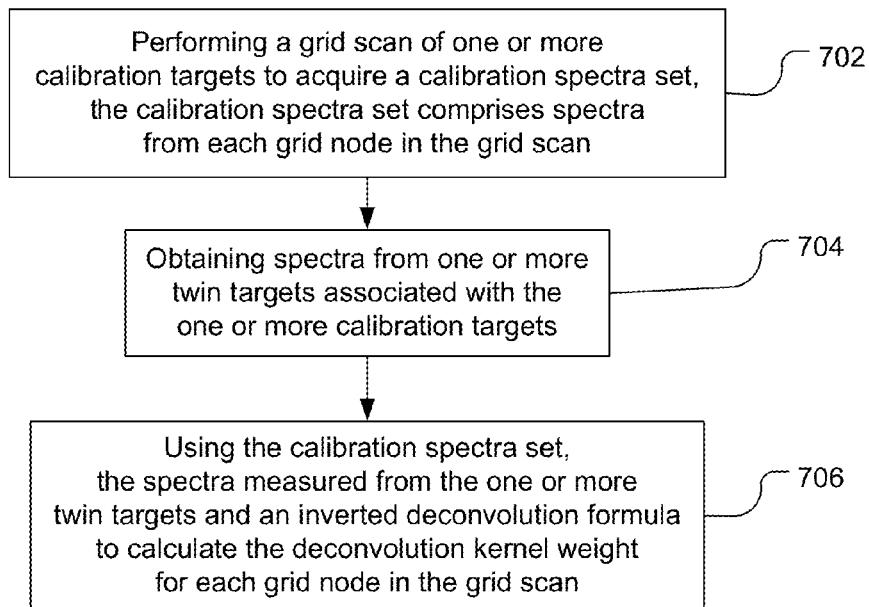 Performing a grid scan of one or more
calibration targets to acquire a calibration spectra set,
the calibration spectra set comprises spectra
from each grid node in the grid scan
702
Obtaining spectra from one or more
twin targets associated with the
one or more calibration targets
704
Using the calibration spectra set,
the spectra measured from the one or more
twin targets and an inverted deconvolution formula
to calculate the deconvolution kernel weight
for each grid node in the grid scan
706